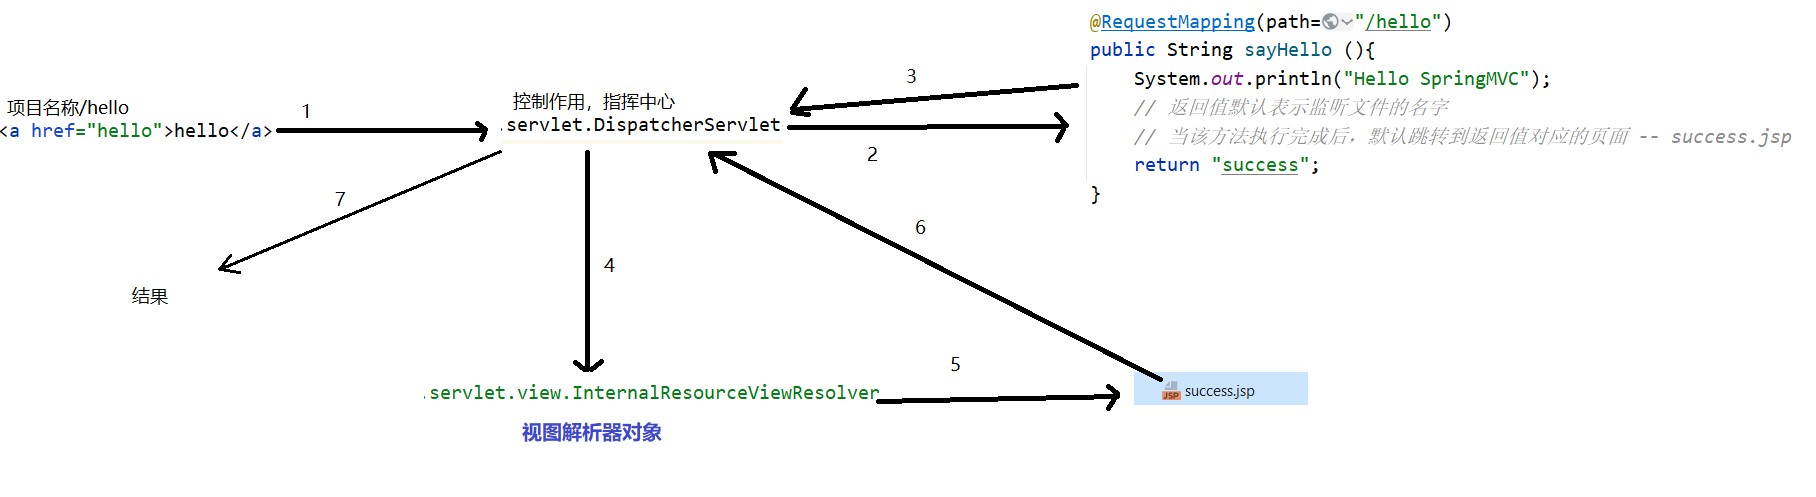 @RequestMapping(path="/hello")
public String sayHello (){
System.out.println("Hello SpringMVC");
// 返回值默认表示监听文件的名字
// 当该方法执行完成后，默认跳转到返回值对应的页面 -- success.jsp
return "success";
}
项目名称/hello
<a href="hello">hello</a>
1
控制作用，指挥中心
.servlet.DispatcherServlet
3
2
7
4
6
结果
5
.servlet.view.InternalResourceViewResolver
视图解析器对象
JSP success.jsp